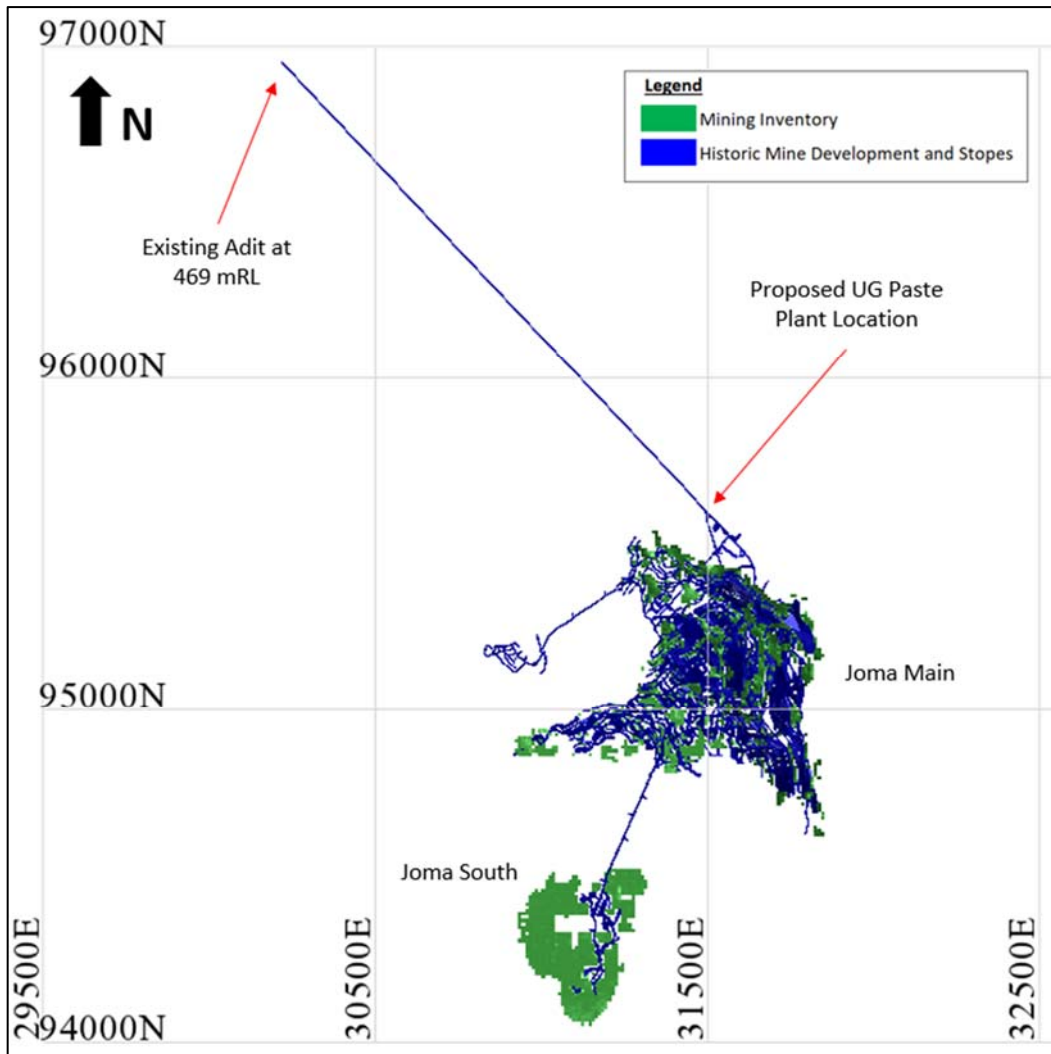 97000N
N
Legend
Mining Inventory
Historic Mine Development and Stopes
Existing Adit at
469 mRL
Proposed UG Paste
Plant Location
96000N
Joma Main
95000N
Joma South
29500E
30500E
31500E
32500E
94000N